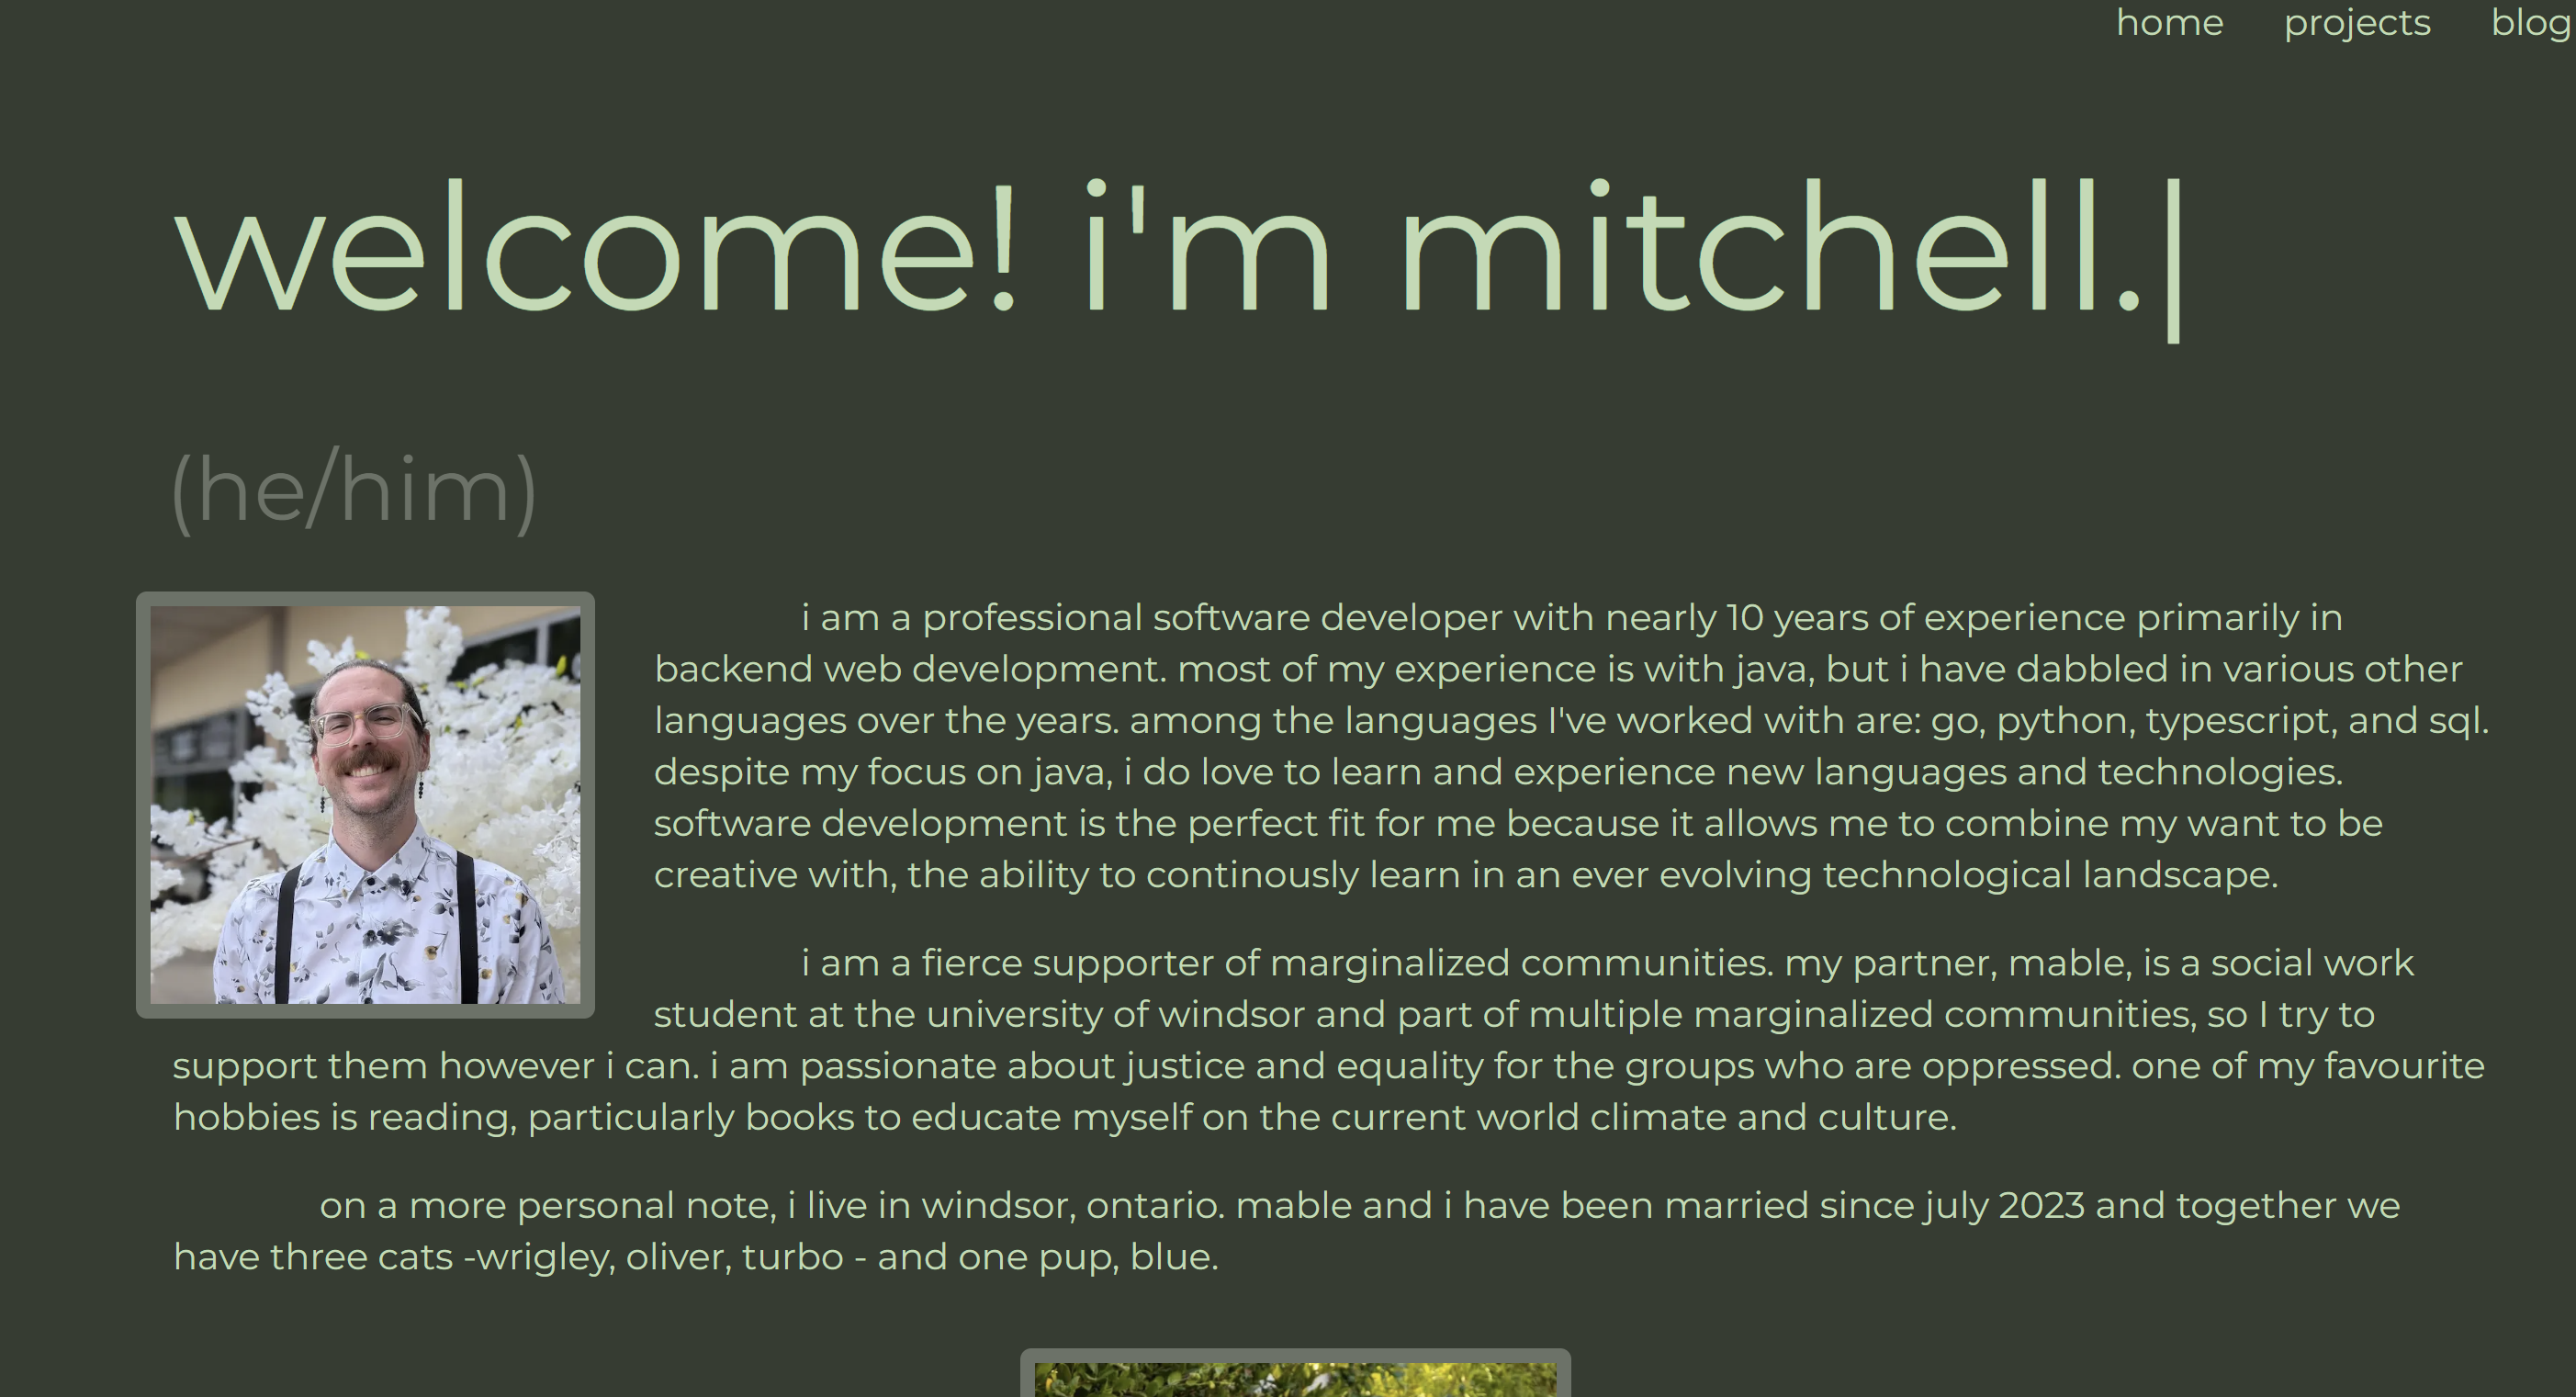 home projects blog
welcome! i'm mitchell.|
(he/him)
i am a professional software developer with nearly 10 years of experience primarily in
backend web development. most of my experience is with java, but i have dabbled in various other
languages over the years. among the languages I've worked with are: go, python, typescript, and sql.
despite my focus on java, i do love to learn and experience new languages and technologies.
software development is the perfect fit for me because it allows me to combine my want to be
creative with, the ability to continously learn in an ever evolving technological landscape.
i am a fierce supporter of marginalized communities. my partner, mable, is a social work
student at the university of windsor and part of multiple marginalized communities, so I try to
support them however i can. i am passionate about justice and equality for the groups who are oppressed. one of my favourite
hobbies is reading, particularly books to educate myself on the current world climate and culture.
on a more personal note, i live in windsor, ontario. mable and i have been married since july 2023 and together we
have three cats -wrigley, oliver, turbo - and one pup, blue.